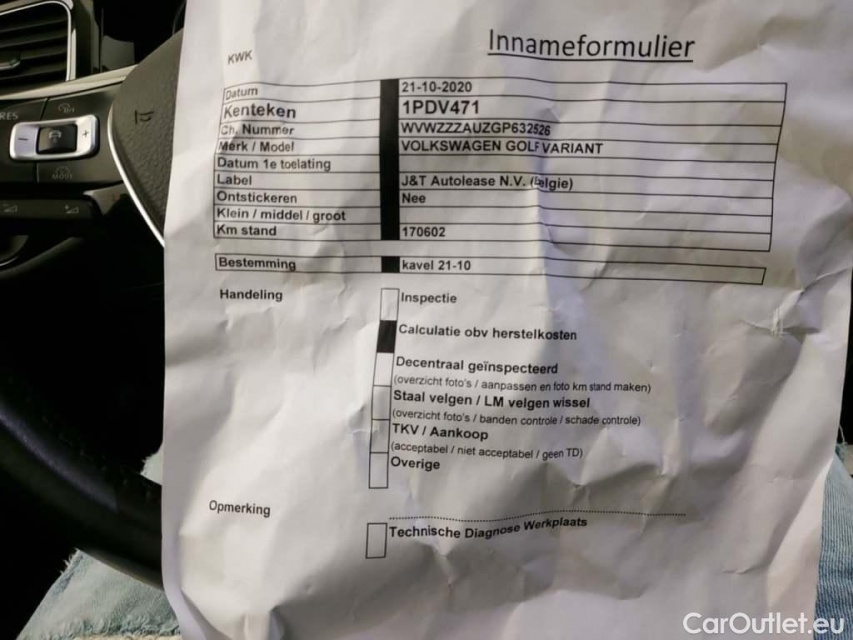 Innameformulier
KWK
Datum 21-10-2020
Kenteken 1PDV471
Ch. Nummer WVWZZZAUZGP632526
Merk / Model VOLKSWAGEN GOLF VARIANT
Datum 1e toelating
Label J&T Autolease N.V. (Belgie)
Ontstickeren Nee
Klein / middel / groot
Km stand 170602
Bestemming kavel 21-10
Handeling Inspectie
Calculatie obv herstelkosten
Decentraal geïnspecteerd
(overzicht foto's / aanpassen en foto km stand maken)
Staal velgen / LM velgen wissel
(overzicht foto's / banden controle / schade controle)
TKV / Aankoop
(acceptabel / niet acceptabel / geen TD)
Overige
Opmerking
Technische Diagnose Werkplaats
RES
MODE
CarOutlet.eu